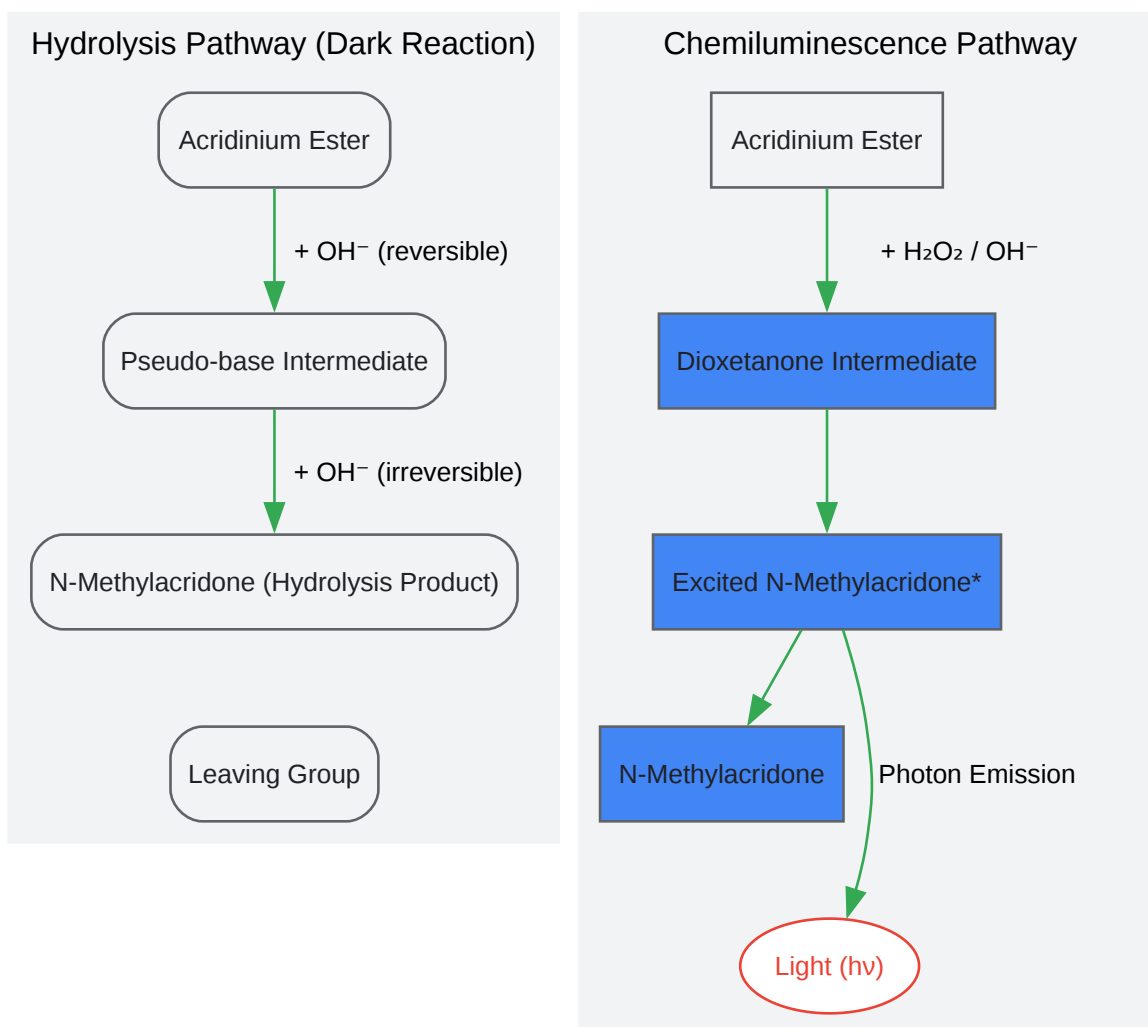 Hydrolysis Pathway (Dark Reaction)
Acridinium Ester
+ OH⁻ (reversible)
Pseudo-base Intermediate
+ OH⁻ (irreversible)
N-Methylacridone (Hydrolysis Product)
Leaving Group
Chemiluminescence Pathway
Acridinium Ester
+ H₂O₂ / OH⁻
Dioxetanone Intermediate
Excited N-Methylacridone*
N-Methylacridone
Photon Emission
Light (hν)